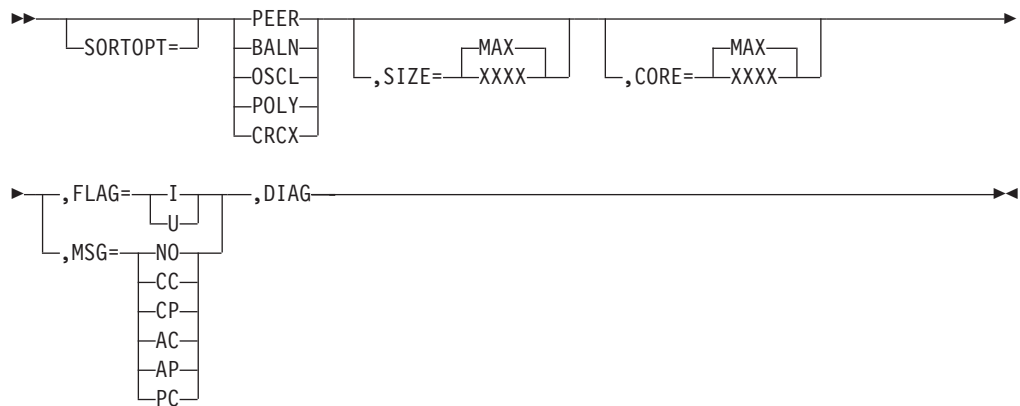 PEER
SORTOPT= BALN MAX MAX
OSCL ,SIZE= XXXX ,CORE= XXXX
POLY
CRCX
,FLAG= I ,DIAG
U
,MSG= NO
CC
CP
AC
AP
PC